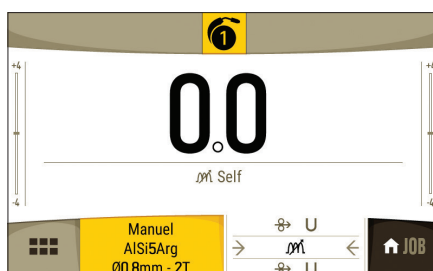 1
+4
+4
0.0
Self
-4
-4
Manuel
AlSi5Arg
Ø0.8mm - 2T
U
U
JOB